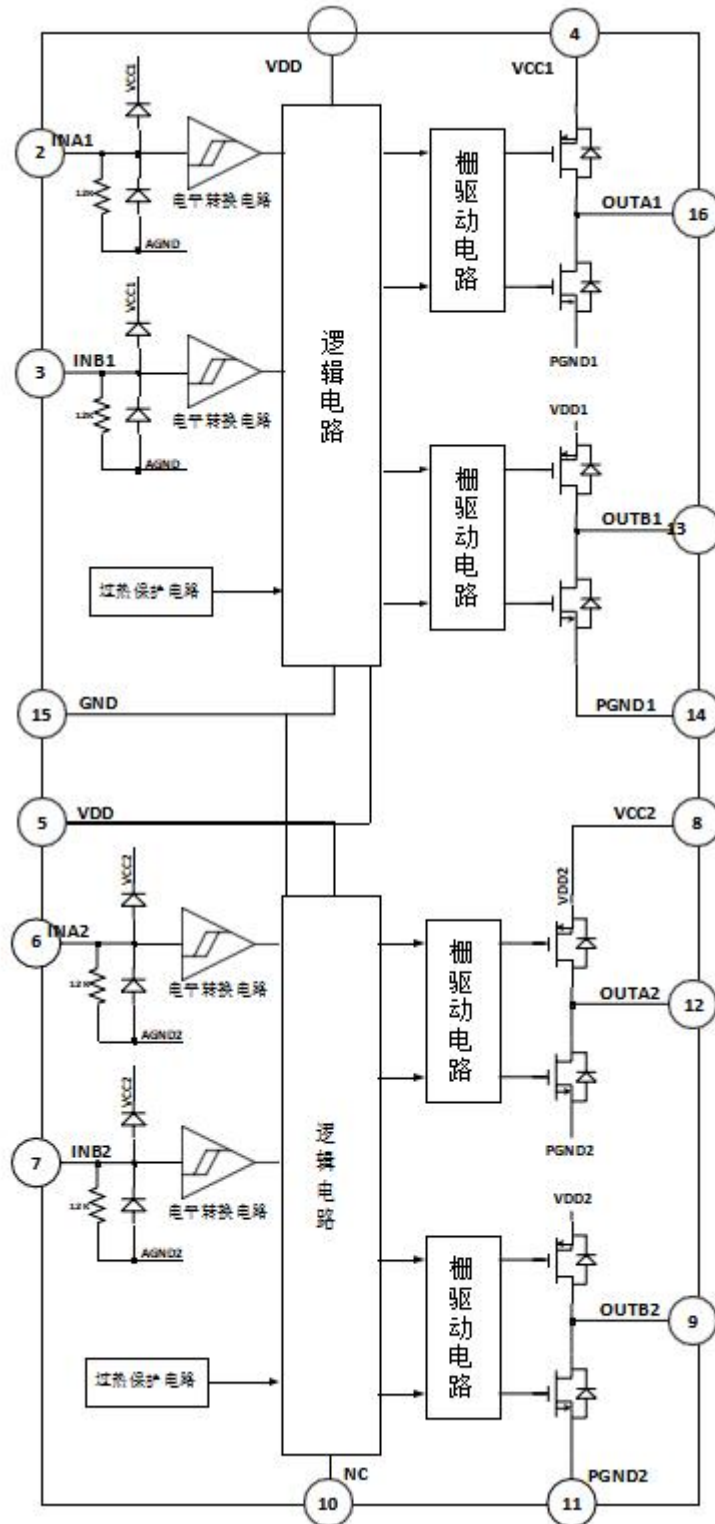 4
VDD
VCC1
VCC1
2
INA1
12K
电平转换电路
AGND
栅驱动电路
OUTA1
16
VCC1
3
INB1
12K
电平转换电路
AGND
逻辑电路
PGND1
VDD1
栅驱动电路
OUTB1
13
过热保护电路
15
GND
PGND1
14
5
VDD
VCC2
8
VCC2
VDD2
6
INA2
12K
电平转换电路
AGND2
栅驱动电路
OUTA2
12
VCC2
7
INB2
12K
电平转换电路
AGND2
逻辑电路
PGND2
VDD2
栅驱动电路
OUTB2
9
过热保护电路
NC
10
PGND2
11